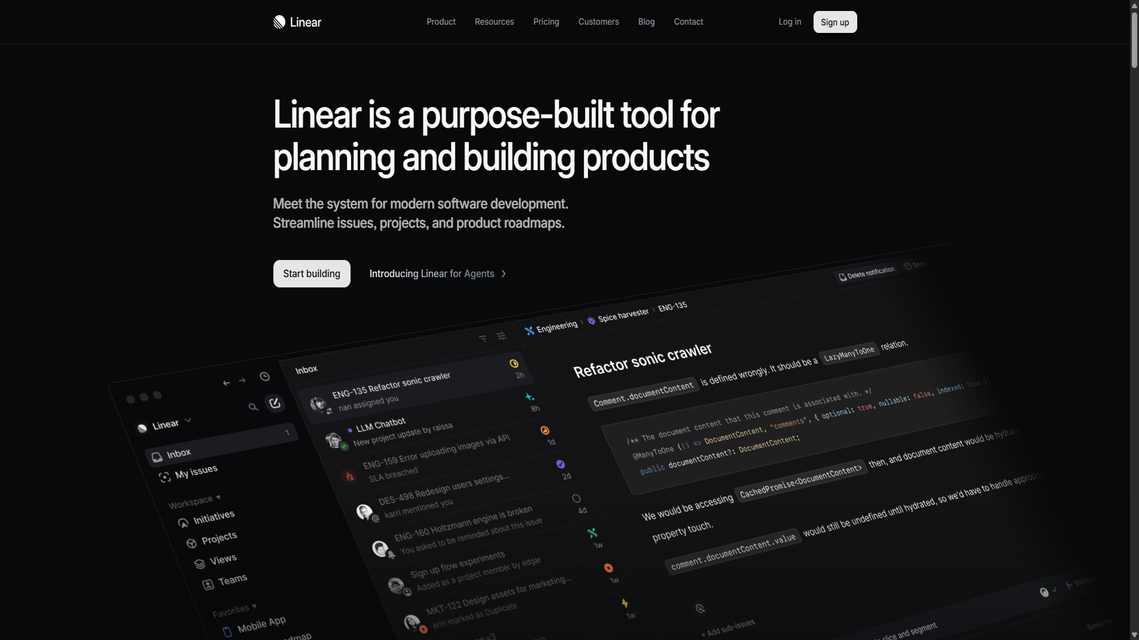 Linear
Product
Resources
Pricing
Customers
Blog
Contact
Log in
Sign up
Linear is a purpose-built tool for
planning and building products
Meet the system for modern software development.
Streamline issues, projects, and product roadmaps.
Start building
Introducing Linear for Agents
Linear
Inbox
1
My issues
Workspace
Initiatives
Projects
Views
Teams
Favorites
Mobile App
Inbox
ENG-135 Refactor sonic crawler
nan assigned you
2h
LLM Chatbot
New project update by raissa
8h
ENG-159 Error uploading images via API
SLA breached
1d
DES-498 Redesign users settings...
karri mentioned you
2d
ENG-160 Holtzmann engine is broken
You asked to be reminded about this issue
4d
Sign up flow experiments
Added as a project member by edgar
1w
MKT-122 Design assets for marketing...
erin marked as Duplicate
1w
1w
Engineering › Spice harvester › ENG-135
Delete notification
Refactor sonic crawler
Comment.documentContent is defined wrongly. It should be a LazyManyToOne relation.
/** The document content that this comment is associated with. */
@ManyToOne (() => DocumentContent, "comments", { optional: true, nullable: false, indexed: true
public documentContent?: DocumentContent;
We would be accessing CachedPromise<DocumentContent> then, and document content would be
property touch.
comment.documentContent.value would still be undefined until hydrated, so we'd have to handle
+ Add sub-issues
slice and segment